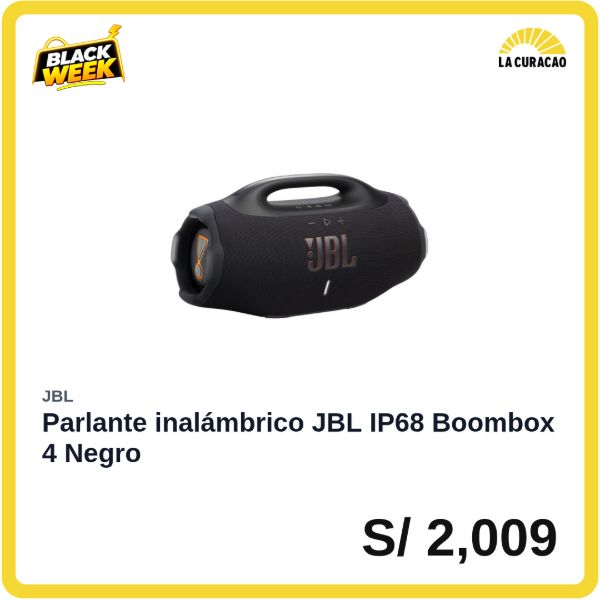 BLACK
WEEK
LA CURACAO
− ▷ +
JBL
JBL
Parlante inalámbrico JBL IP68 Boombox
4 Negro
S/ 2,009